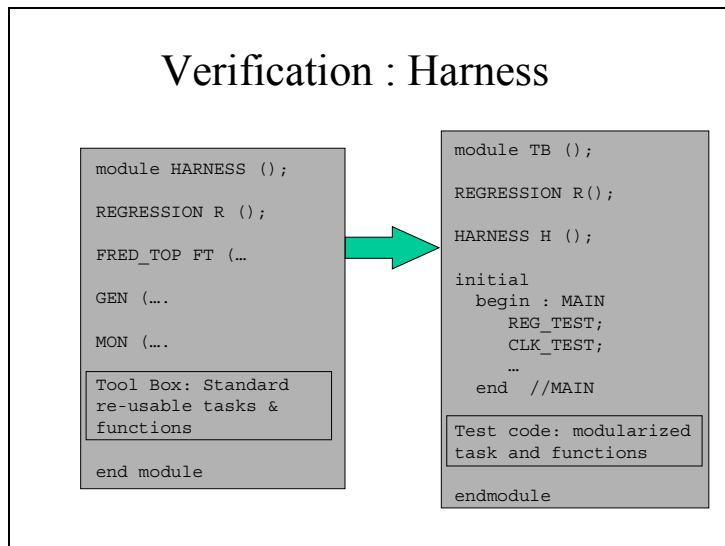 Verification : Harness
module HARNESS ();
REGRESSION R ();
FRED_TOP FT (…
GEN (….
MON (….
Tool Box: Standard
re-usable tasks &
functions
end module
module TB ();
REGRESSION R();
HARNESS H ();
initial
begin : MAIN
REG_TEST;
CLK_TEST;
…
end //MAIN
Test code: modularized
task and functions
endmodule